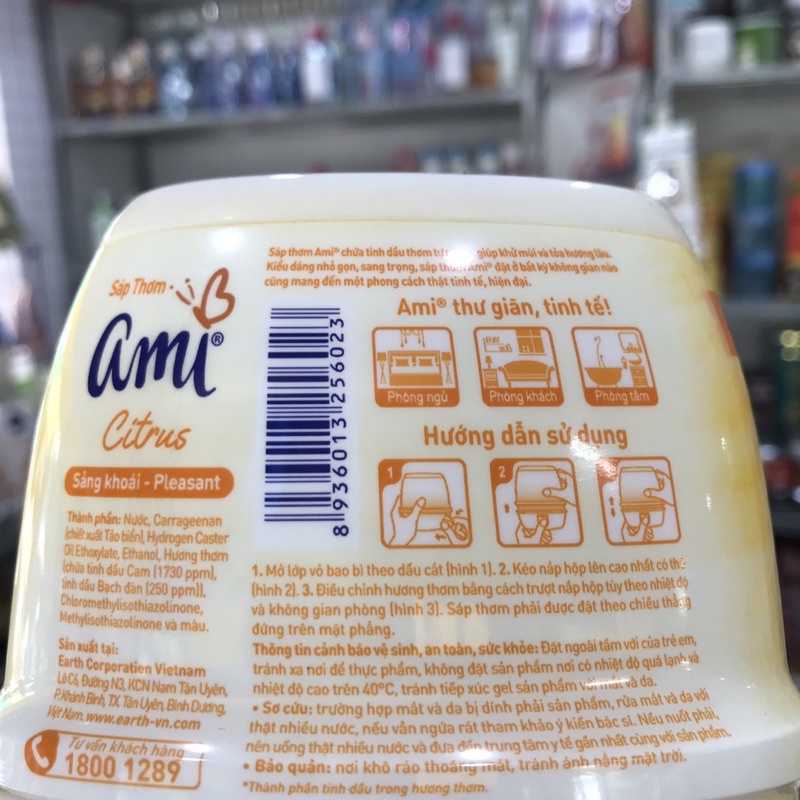 Sáp thơm Ami® chứa tinh dầu thơm giúp khử mùi và tỏa hương lâu.
Kiểu dáng nhỏ gọn, sang trọng, sáp thơm Ami® đặt ở bất kỳ không gian nào
cũng mang đến một phong cách thật tinh tế, hiện đại.
Sáp Thơm
ami®
Citrus
Sảng khoái - Pleasant
Thành phần: Nước, Carrageenan
(chiết xuất Tảo biển), Hydrogen Caster
Oil Ethoxylate, Ethanol, Hương thơm
(chứa tinh dầu Cam (1730 ppm),
tinh dầu Bạch đàn (250 ppm)),
Chloromethylisothiazolinone,
Methylisothiazolinone và màu.
Sản xuất tại:
Earth Corporation Vietnam
Lô C6, Đường N3, KCN Nam Tân Uyên,
P. Khánh Bình, TX. Tân Uyên, Bình Dương,
Việt Nam. www.earth-vn.com
Tư vấn khách hàng
1800 1289
8 936013 256023
Ami® thư giãn, tinh tế!
Phòng ngủ
Phòng khách
Phòng tắm
Hướng dẫn sử dụng
1
2
3
1. Mở lớp vỏ bao bì theo dấu cắt (hình 1). 2. Kéo nắp hộp lên cao nhất có thể
(hình 2). 3. Điều chỉnh hương thơm bằng cách trượt nắp hộp tùy theo nhiệt độ
và không gian phòng (hình 3). Sáp thơm phải được đặt theo chiều thẳng
đứng trên mặt phẳng.
Thông tin cảnh báo vệ sinh, an toàn, sức khỏe: Đặt ngoài tầm với của trẻ em,
tránh xa nơi để thực phẩm, không đặt sản phẩm nơi có nhiệt độ quá lạnh và
nhiệt độ cao trên 40°C, tránh tiếp xúc gel sản phẩm với mắt và da.
• Sơ cứu: trường hợp mắt và da bị dính phải sản phẩm, rửa mắt và da với
thật nhiều nước, nếu vẫn ngứa rát tham khảo ý kiến bác sĩ. Nếu nuốt phải,
nên uống thật nhiều nước và đưa đến trung tâm y tế gần nhất cùng với sản phẩm.
• Bảo quản: nơi khô ráo thoáng mát, tránh ánh nắng mặt trời.
*Thành phần tinh dầu trong hương thơm.